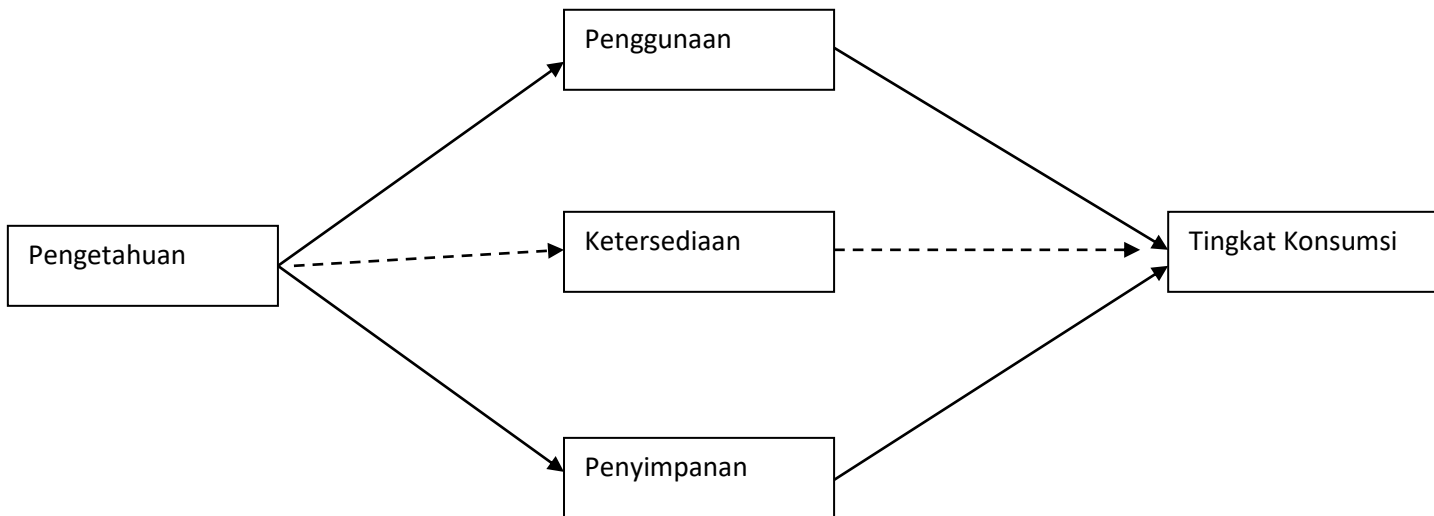 Penggunaan
Pengetahuan
Ketersediaan
Tingkat Konsumsi
Penyimpanan